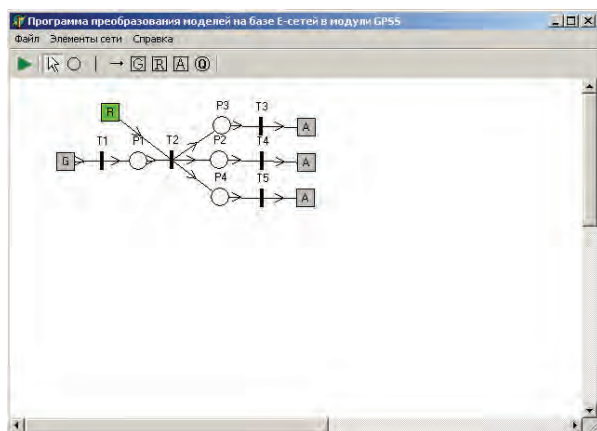 Программа преобразования моделей на базе Е-сетей в модули GPSS
Файл Элементы сети Справка
G R A Q
R P3 T3
A
T1 P1 T2 P2 T4
G A
P4 T5
A